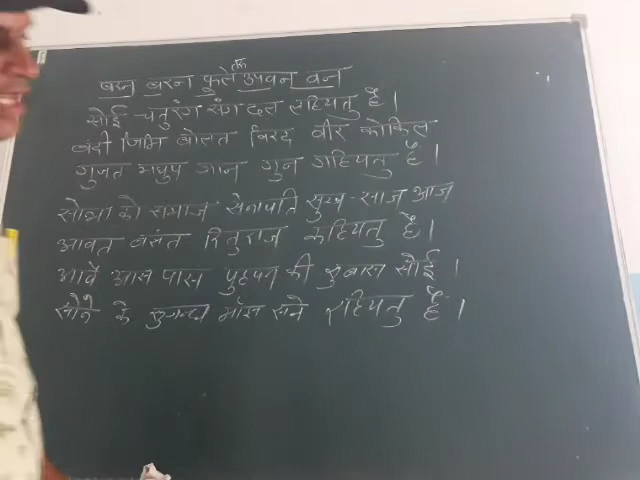 बरन बरन फूले तरु उपवन वन
सोई चतुरंग संग दल लहियतु है।
बंदी जिमि बोलत विरद वीर कोकिल
गुंजत मधुप गान गुन गहियतु है।
सोभा को समाज सेनापति सुख साज आज
आवत बसंत रितुराज कहियतु है।
आवै आस पास पुहुपन की सुबास सोई।
सोने के सुगन्ध माँझ सने रहियतु है।